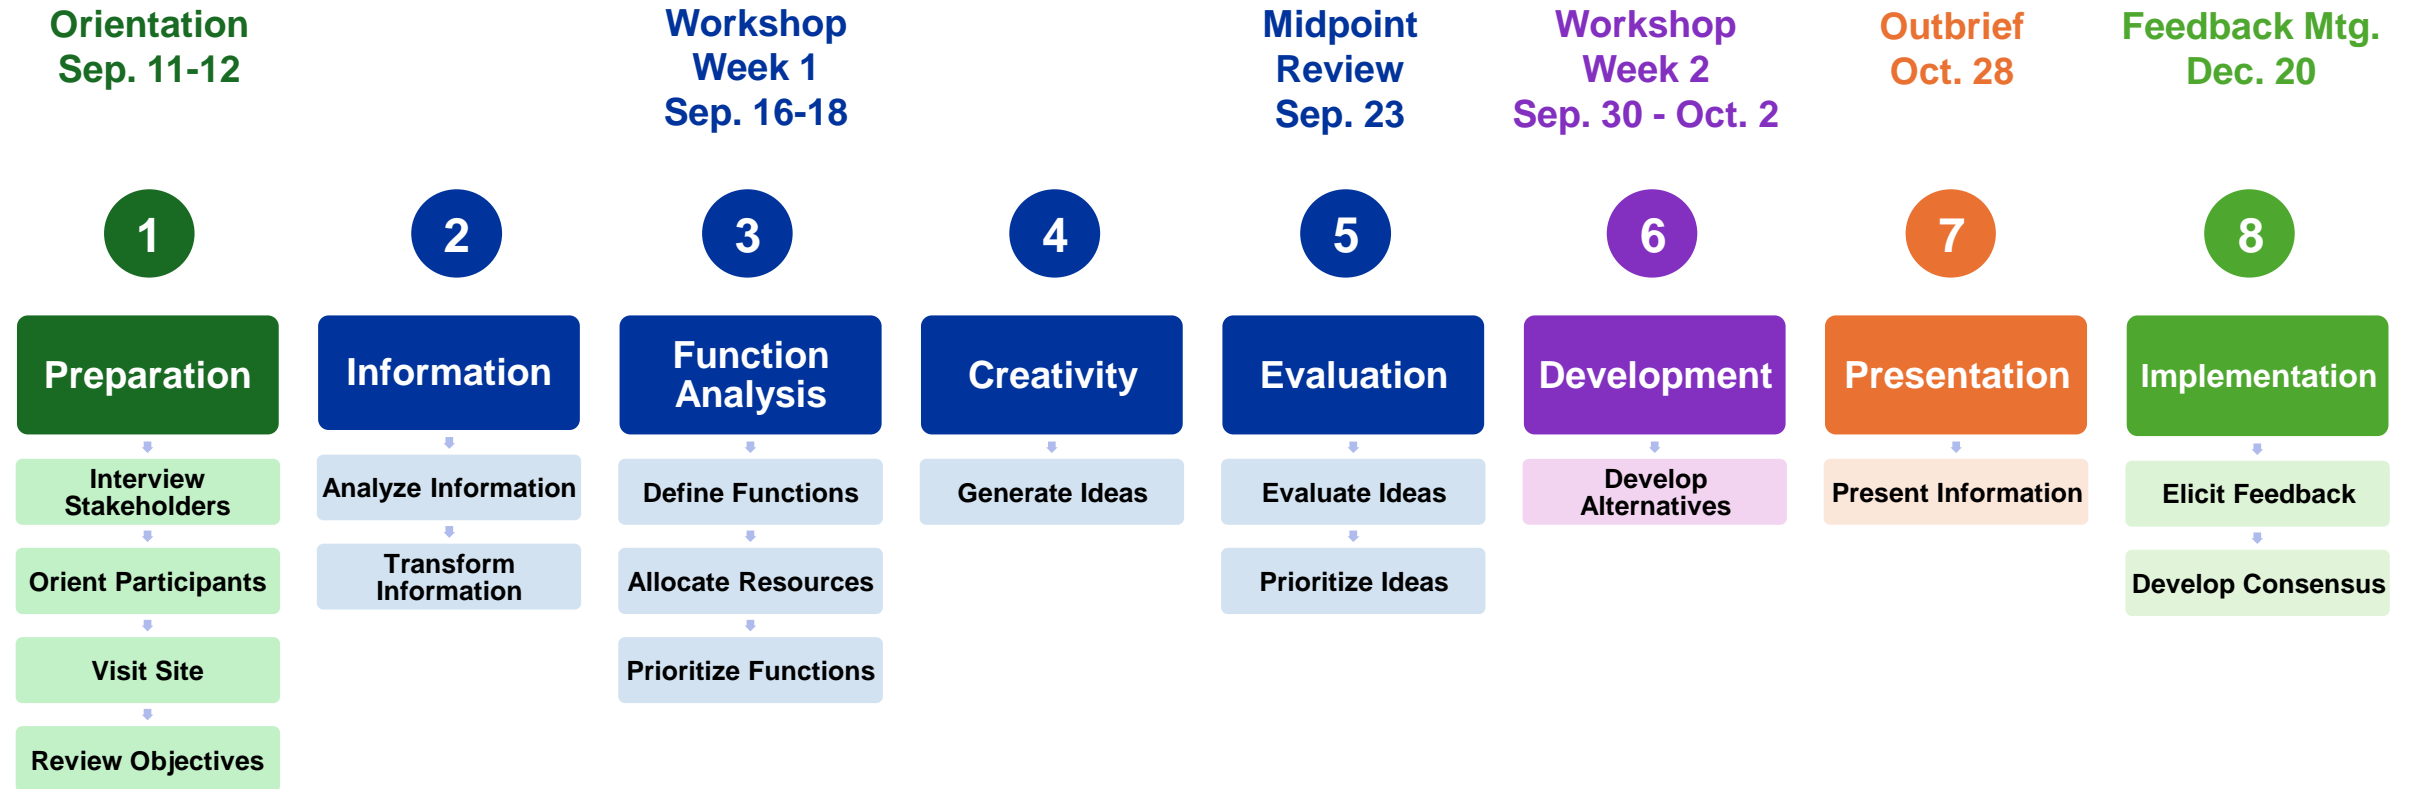 Orientation
Sep. 11-12
Workshop
Week 1
Sep. 16-18
Midpoint
Review
Sep. 23
Workshop
Week 2
Sep. 30 - Oct. 2
Outbrief
Oct. 28
Feedback Mtg.
Dec. 20
1
2
3
4
5
6
7
8
Preparation
Information
Function
Analysis
Creativity
Evaluation
Development
Presentation
Implementation
Interview
Stakeholders
Orient Participants
Visit Site
Review Objectives
Analyze Information
Transform
Information
Define Functions
Allocate Resources
Prioritize Functions
Generate Ideas
Evaluate Ideas
Prioritize Ideas
Develop
Alternatives
Present Information
Elicit Feedback
Develop Consensus